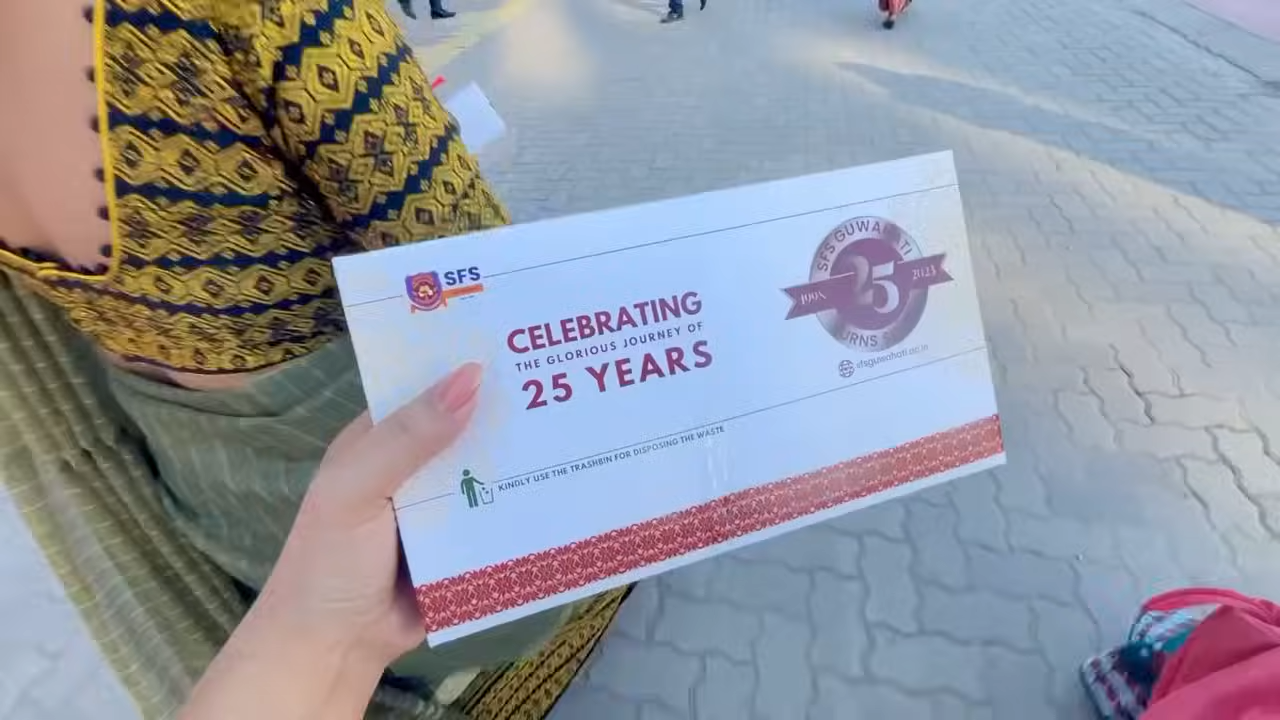 SFS
CELEBRATING
THE GLORIOUS JOURNEY OF
25 YEARS
SFS GUWAHATI
1998
25
2023
TURNS
sfsguwahati.ac.in
KINDLY USE THE TRASHBIN FOR DISPOSING THE WASTE